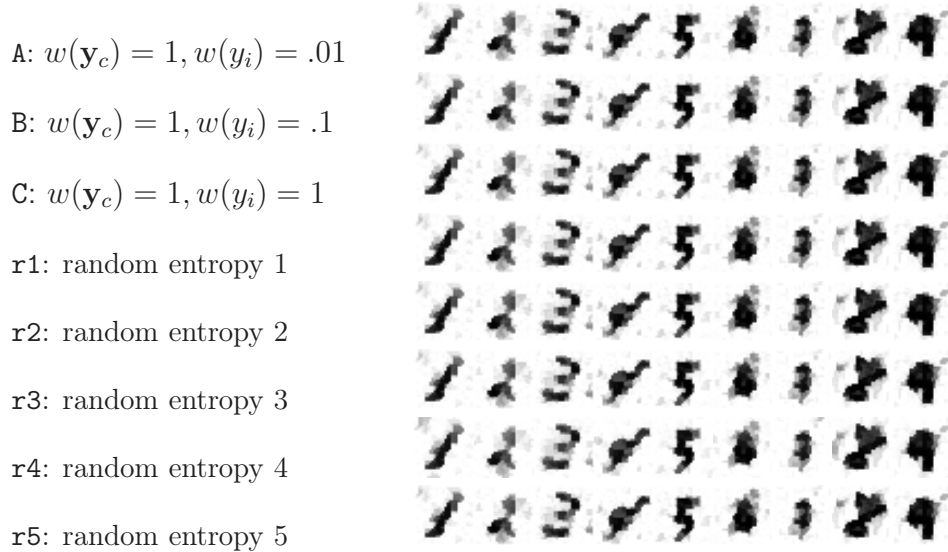 A: w(y_c) = 1, w(y_i) = .01
B: w(y_c) = 1, w(y_i) = .1
C: w(y_c) = 1, w(y_i) = 1
r1: random entropy 1
r2: random entropy 2
r3: random entropy 3
r4: random entropy 4
r5: random entropy 5